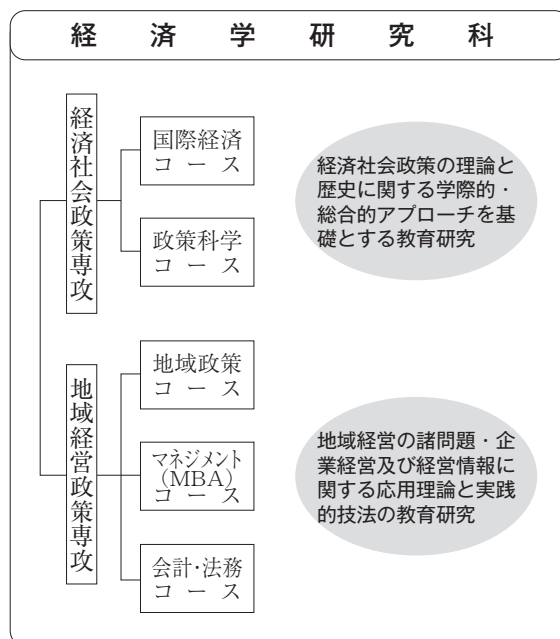 経済学研究科
経済社会政策専攻
国際経済
コース
政策科学
コース
経済社会政策の理論と
歴史に関する学際的・
総合的アプローチを基
礎とする教育研究
地域経営政策専攻
地域政策
コース
マネジメント
(MBA)
コース
会計・法務
コース
地域経営の諸問題・企
業経営及び経営情報に
関する応用理論と実践
的技法の教育研究